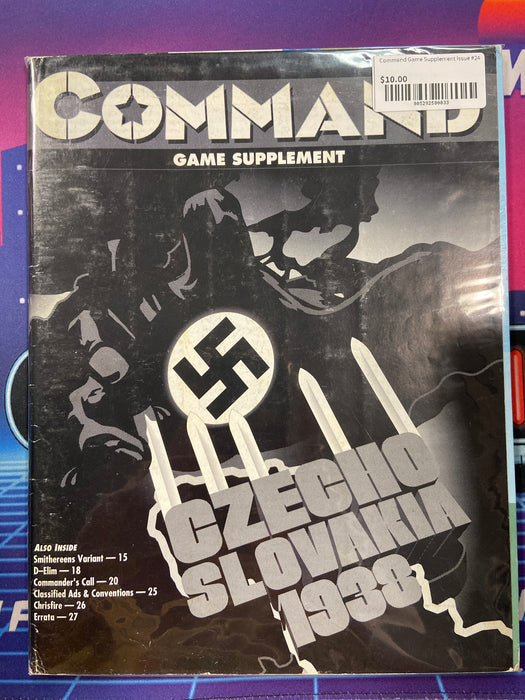 Command Game Supplement Issue #24
$10.00
COMMAND
GAME SUPPLEMENT
CZECHO
SLOVAKIA
1938
ALSO INSIDE
Smithereens Variant — 15
D–Elim — 18
Commander's Call — 20
Classified Ads & Conventions — 25
Chrisfire — 26
Errata — 27